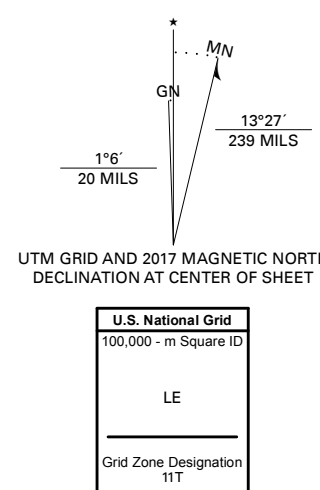 ★
MN
GN
13°27´
239 MILS
1°6´
20 MILS
UTM GRID AND 2017 MAGNETIC NORTH
DECLINATION AT CENTER OF SHEET
U.S. National Grid
100,000 - m Square ID
LE
Grid Zone Designation
11T